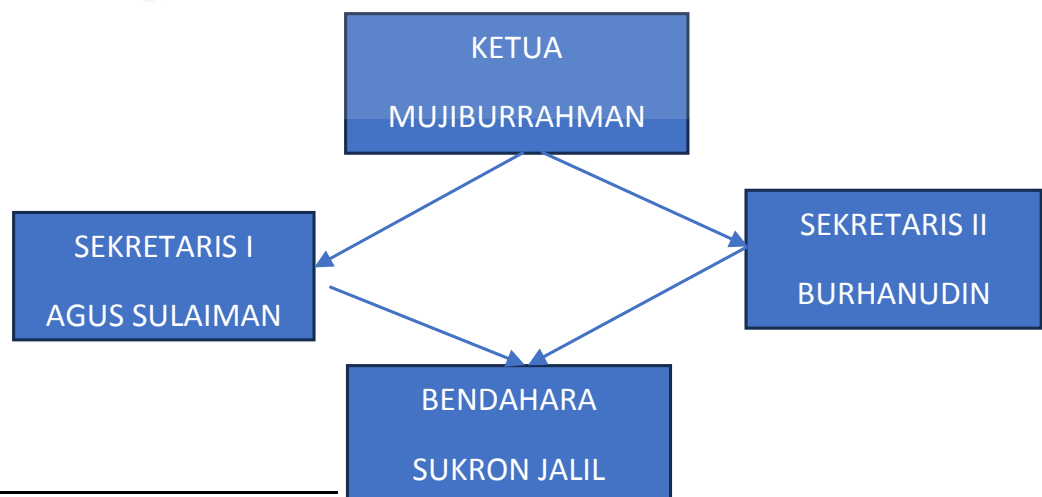 KETUA
MUJIBURRAHMAN
SEKRETARIS I
AGUS SULAIMAN
SEKRETARIS II
BURHANUDIN
BENDAHARA
SUKRON JALIL